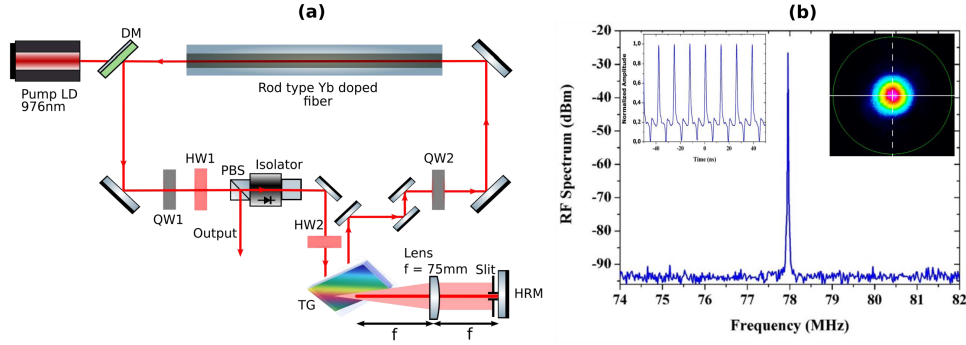 (a)
DM
Pump LD
976nm
Rod type Yb doped
fiber
HW1
PBS
Isolator
QW2
QW1
HW2
Output
Lens
f = 75mm
Slit
TG
HRM
f
f
(b)
RF Spectrum (dBm)
-20
-30
-40
-50
-60
-70
-80
-90
74
75
76
77
78
79
80
81
82
Frequency (MHz)
Normalized Amplitude
1,0
0,8
0,6
0,4
0,2
0,0
-40
-20
0
20
40
Time (ns)